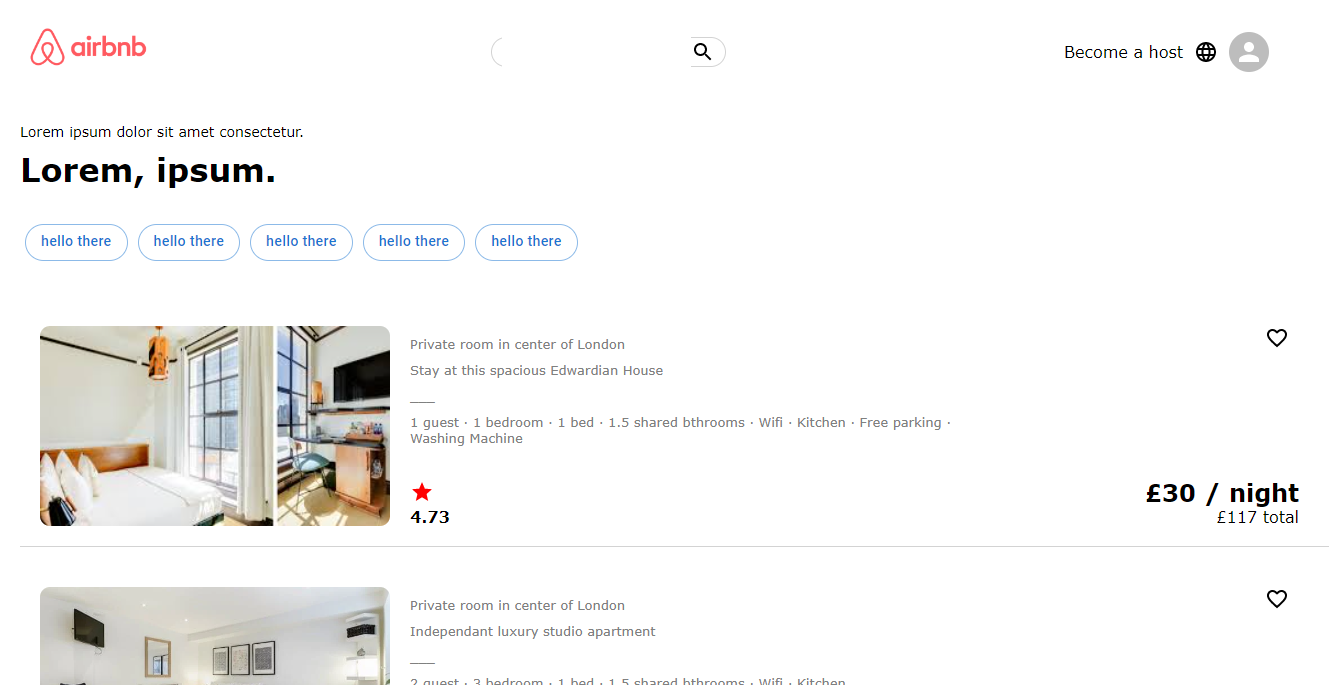 airbnb
Become a host
Lorem ipsum dolor sit amet consectetur.
Lorem, ipsum.
hello there hello there hello there hello there hello there
Private room in center of London
Stay at this spacious Edwardian House
1 guest · 1 bedroom · 1 bed · 1.5 shared bthrooms · Wifi · Kitchen · Free parking ·
Washing Machine
4.73
£30 / night
£117 total
Private room in center of London
Independant luxury studio apartment
2 guest · 3 bedroom · 1 bed · 1.5 shared bthrooms · Wifi · Kitchen